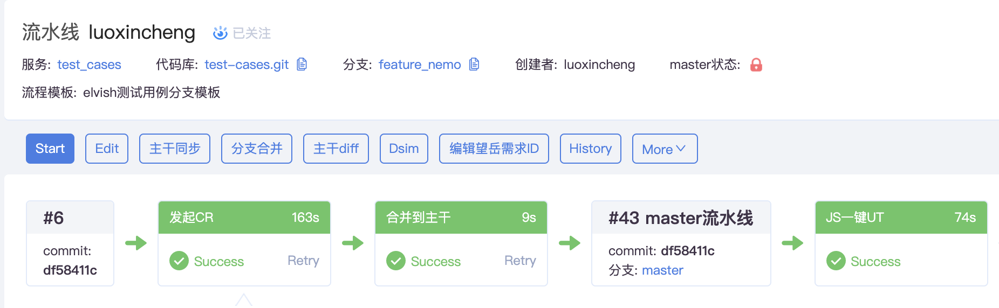 流水线 luoxincheng 已关注
服务: test_cases 代码库: test-cases.git 分支: feature_nemo 创建者: luoxincheng master状态:
流程模板: elvish测试用例分支模板
Start Edit 主干同步 分支合并 主干diff Dsim 编辑望岳需求ID History More
#6
commit:
df58411c
发起CR 163s
Success Retry
合并到主干 9s
Success Retry
#43 master流水线
commit: df58411c
分支: master
JS一键UT 74s
Success